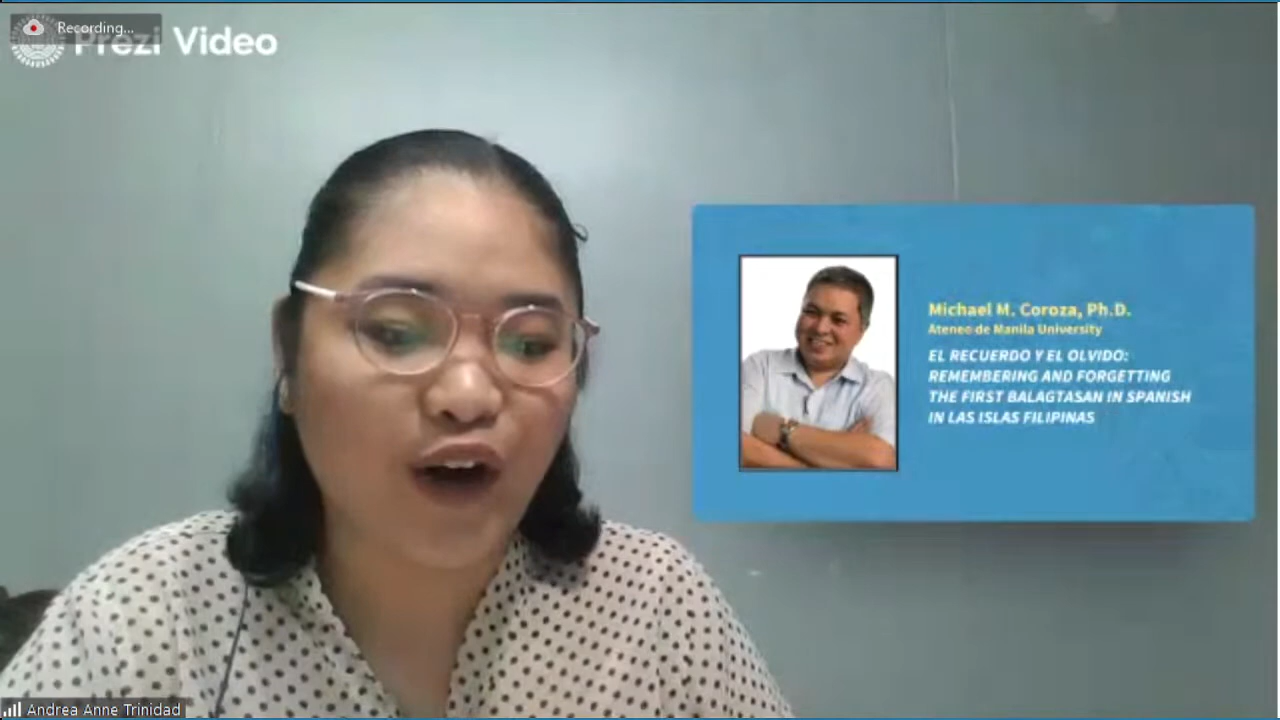 Recording...
Prezi Video
Michael M. Coroza, Ph.D.
Ateneo de Manila University
EL RECUERDO Y EL OLVIDO:
REMEMBERING AND FORGETTING
THE FIRST BALAGTASAN IN SPANISH
IN LAS ISLAS FILIPINAS
Andrea Anne Trinidad